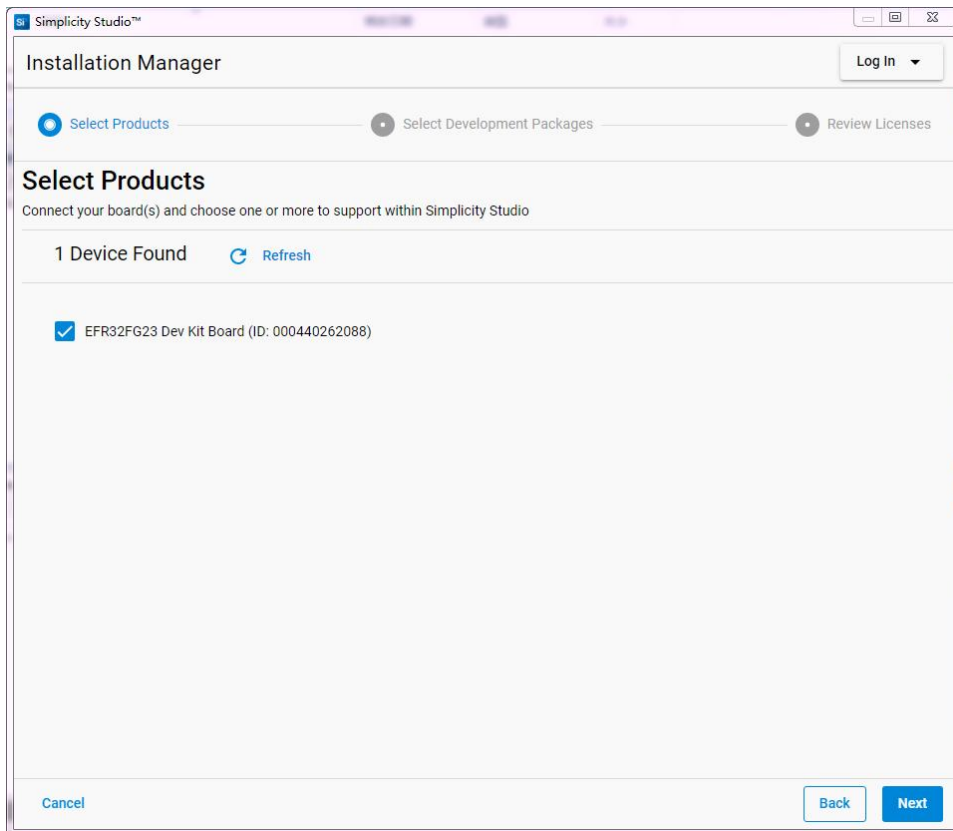 Si Simplicity Studio™
Installation Manager
Log In
Select Products
Select Development Packages
Review Licenses
Select Products
Connect your board(s) and choose one or more to support within Simplicity Studio
1 Device Found
Refresh
EFR32FG23 Dev Kit Board (ID: 000440262088)
Cancel
Back
Next